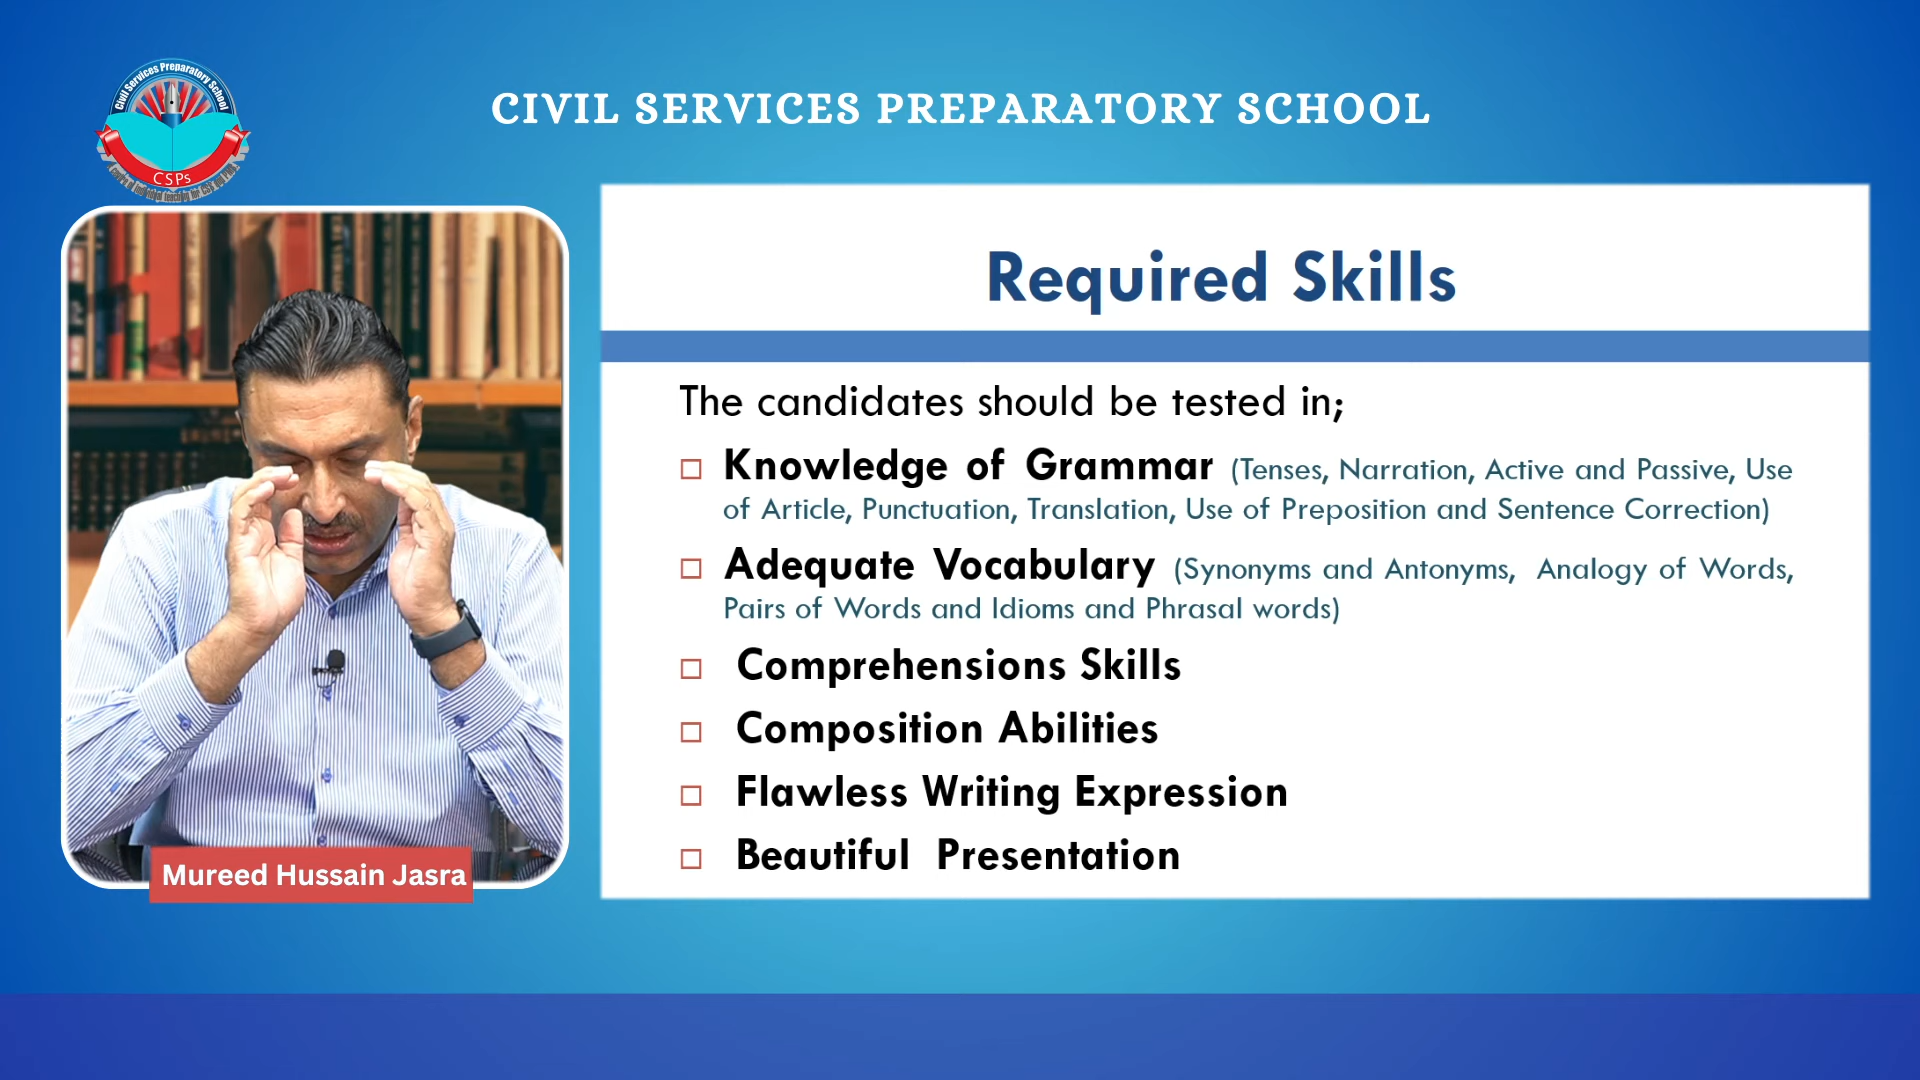 Civil Services Preparatory School
CSPs
CIVIL SERVICES PREPARATORY SCHOOL
Required Skills
The candidates should be tested in;
Knowledge of Grammar (Tenses, Narration, Active and Passive, Use
of Article, Punctuation, Translation, Use of Preposition and Sentence Correction)
Adequate Vocabulary (Synonyms and Antonyms, Analogy of Words,
Pairs of Words and Idioms and Phrasal words)
Comprehensions Skills
Composition Abilities
Flawless Writing Expression
Beautiful Presentation
Mureed Hussain Jasra